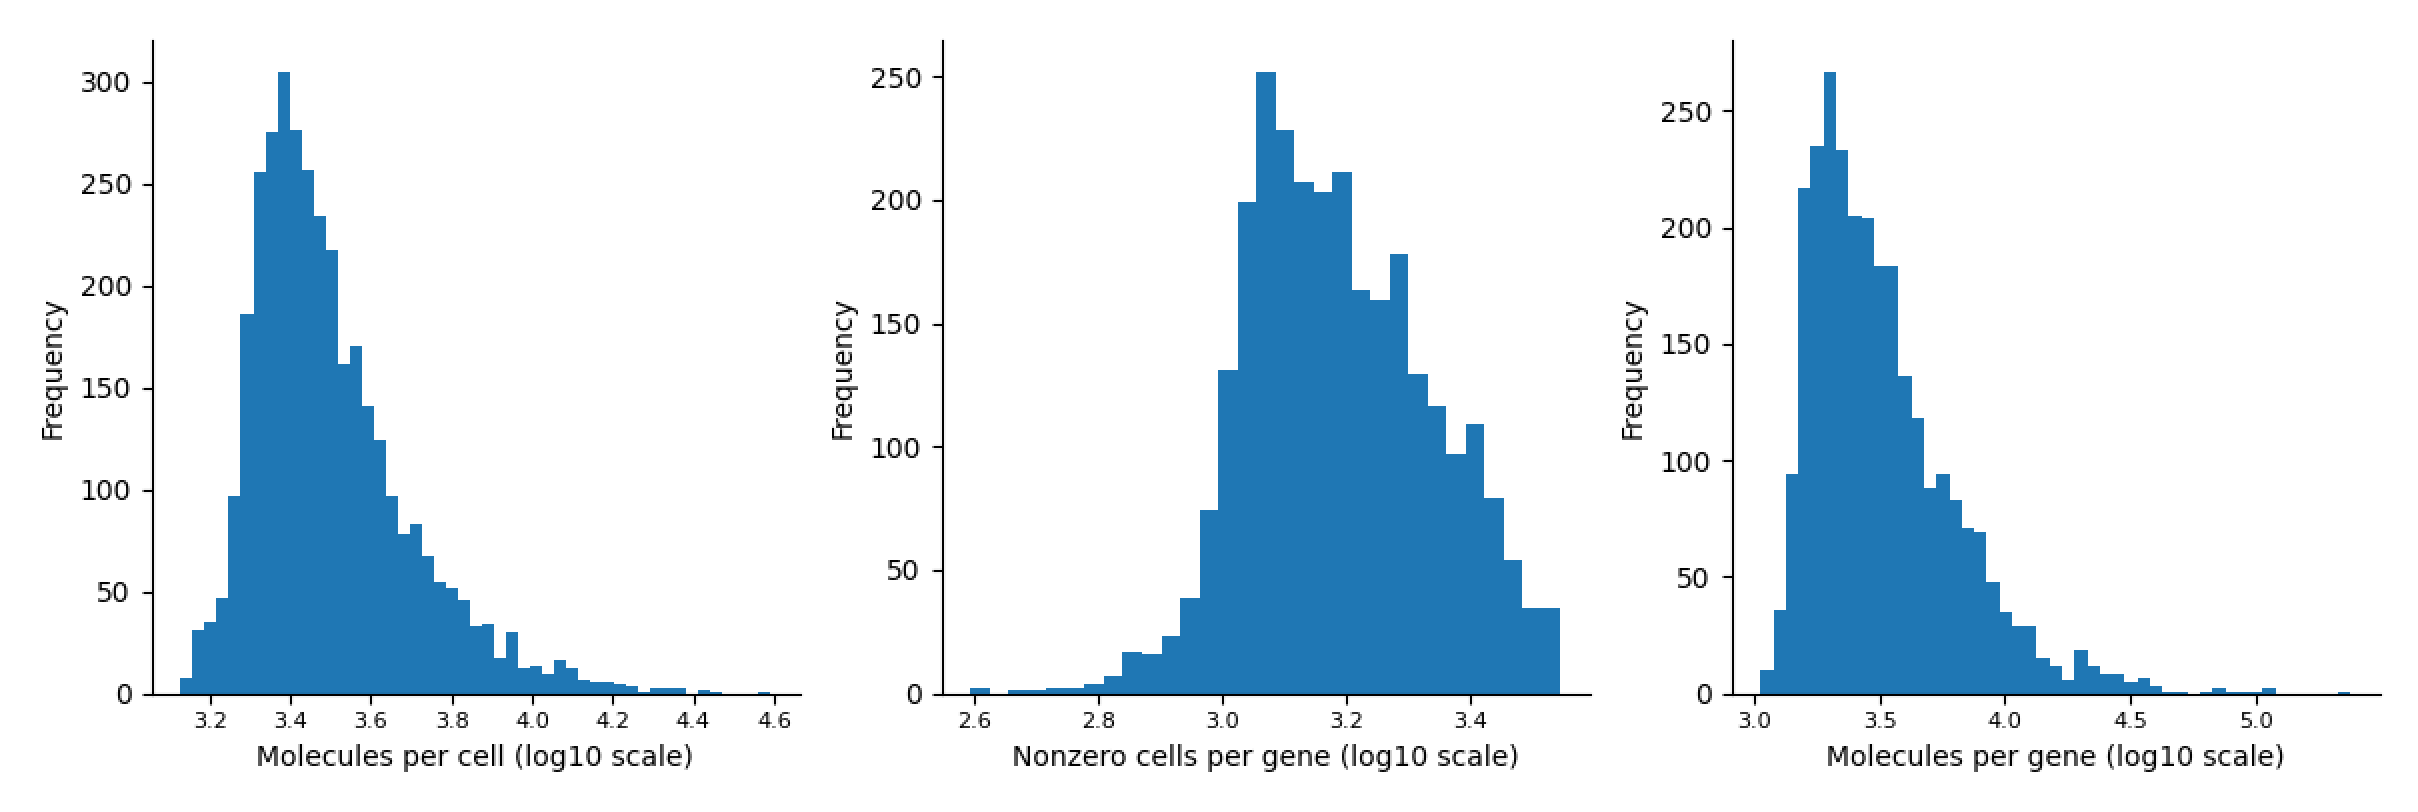 300
250
200
150
100
50
0
Frequency
3.2 3.4 3.6 3.8 4.0 4.2 4.4 4.6
Molecules per cell (log10 scale)
250
200
150
100
50
0
Frequency
2.6 2.8 3.0 3.2 3.4
Nonzero cells per gene (log10 scale)
250
200
150
100
50
0
Frequency
3.0 3.5 4.0 4.5 5.0
Molecules per gene (log10 scale)